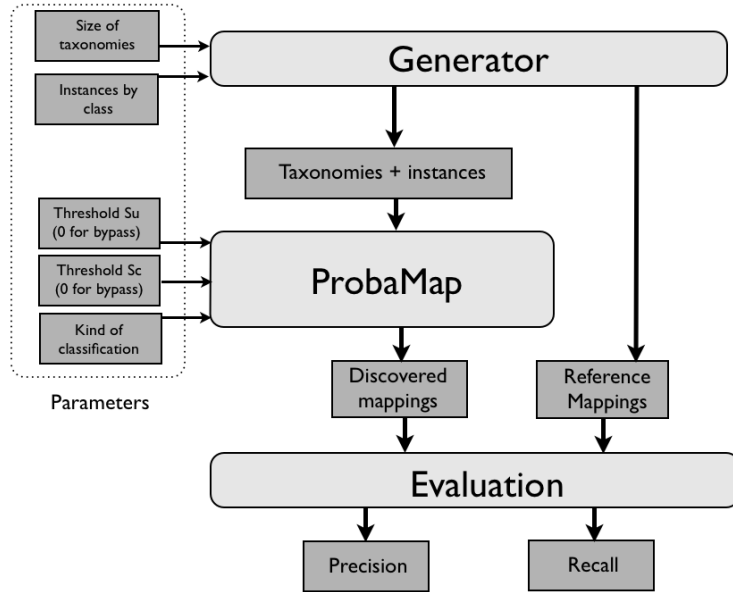 Size of
taxonomies
Generator
Instances by
class
Taxonomies + instances
Threshold Su
(0 for bypass)
Threshold Sc
(0 for bypass)
ProbaMap
Kind of
classification
Parameters
Discovered
mappings
Reference
Mappings
Evaluation
Precision
Recall